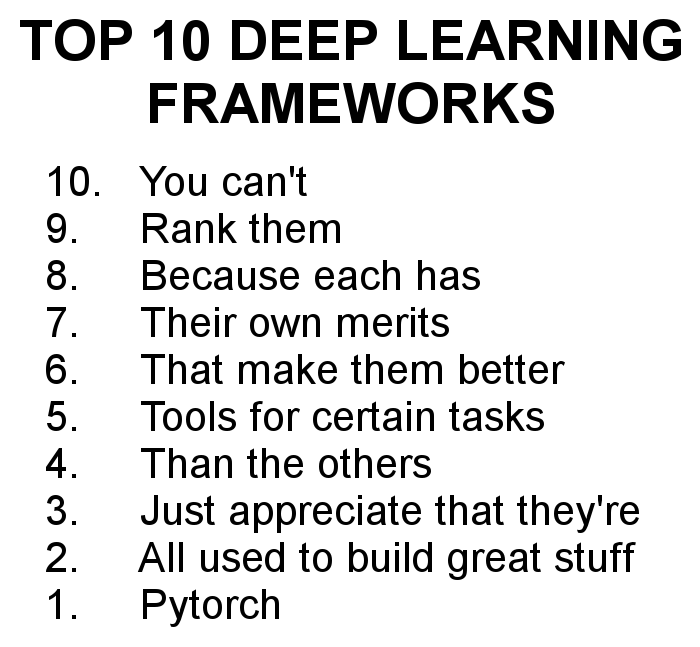 TOP 10 DEEP LEARNING
FRAMEWORKS
10. You can't
9. Rank them
8. Because each has
7. Their own merits
6. That make them better
5. Tools for certain tasks
4. Than the others
3. Just appreciate that they're
2. All used to build great stuff
1. Pytorch